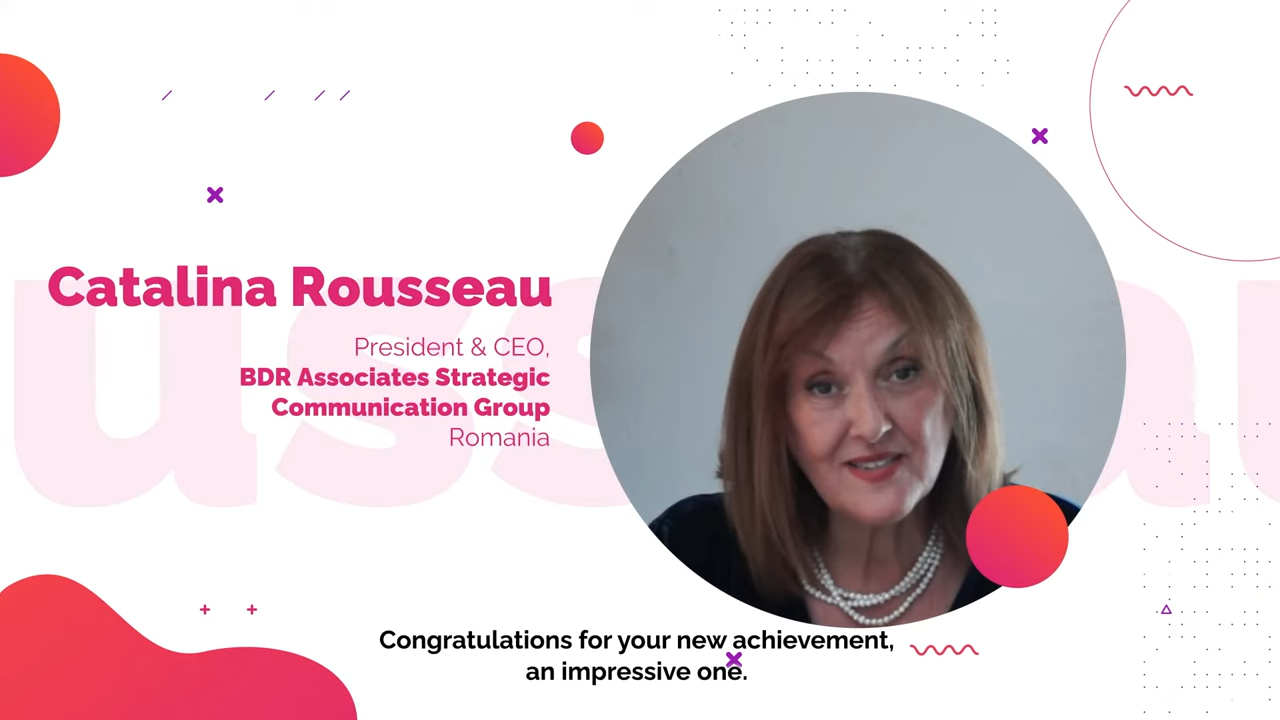 Catalina Rousseau
President & CEO,
BDR Associates Strategic
Communication Group
Romania
Congratulations for your new achievement,
an impressive one.